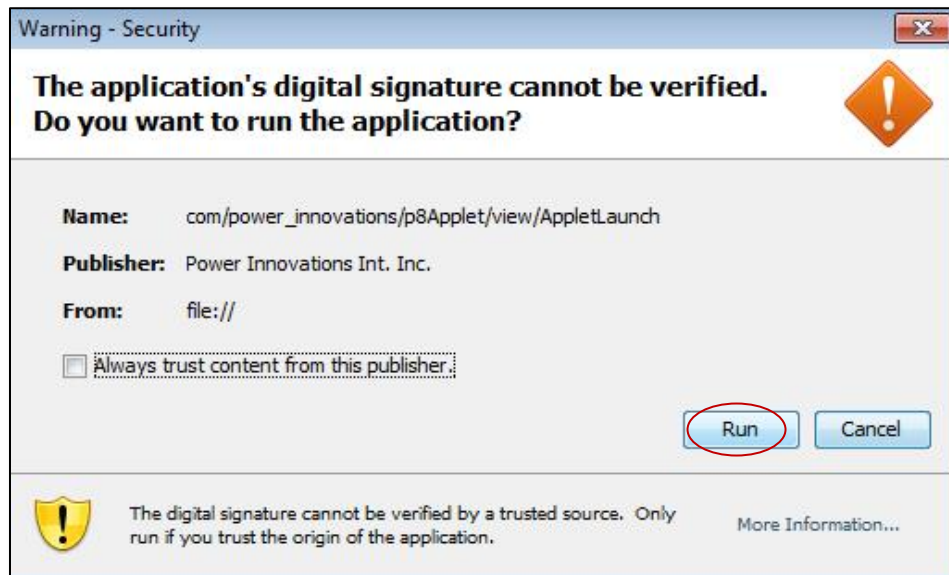 Warning - Security
The application's digital signature cannot be verified.
Do you want to run the application?
Name: com/power_innovations/p8Applet/view/AppletLaunch
Publisher: Power Innovations Int. Inc.
From: file://
Always trust content from this publisher.
Run Cancel
The digital signature cannot be verified by a trusted source. Only
run if you trust the origin of the application.
More Information...